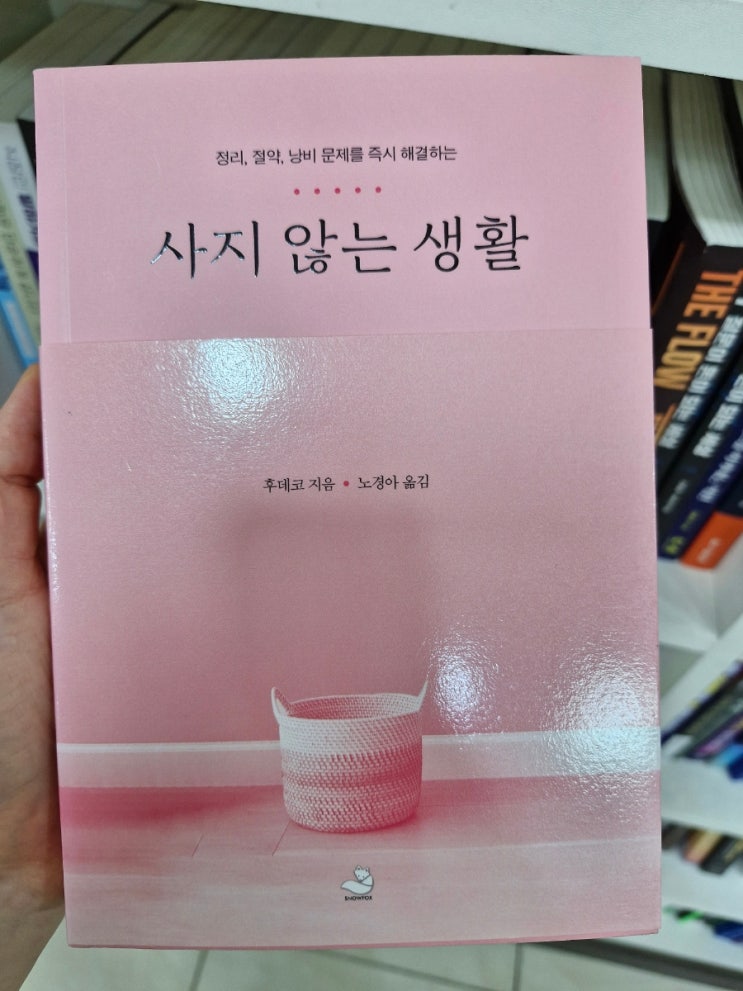 정리, 절약, 낭비 문제를 즉시 해결하는
사지 않는 생활
후데코 지음 • 노경아 옮김
SNOWFOX
THE FLOW